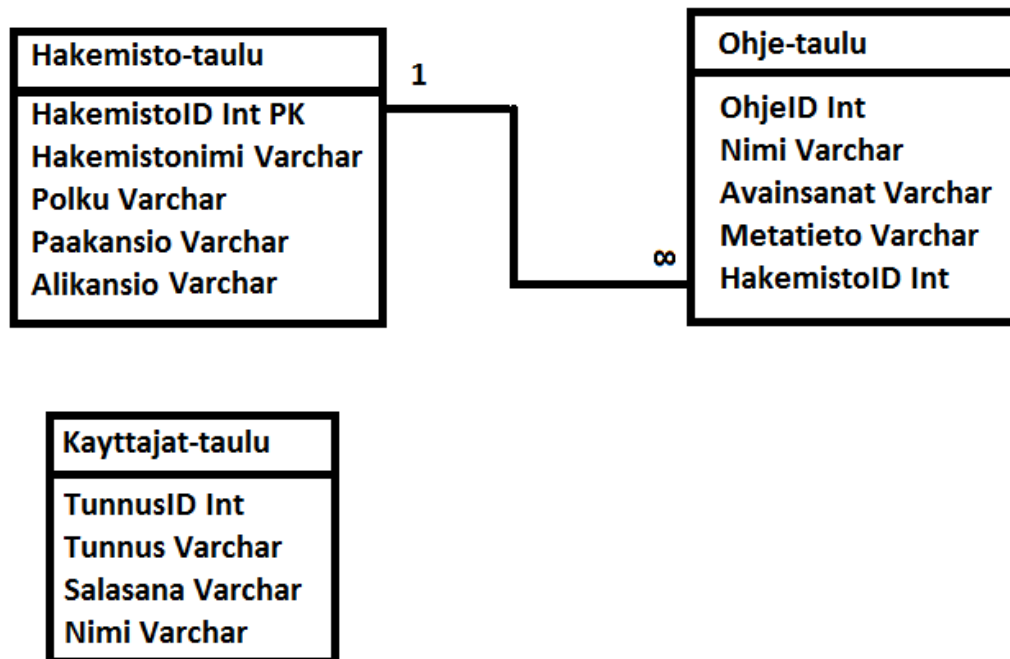 Hakemisto-taulu
HakemistoID Int PK
Hakemistonimi Varchar
Polku Varchar
Paakansio Varchar
Alikansio Varchar
1
∞
Ohje-taulu
OhjeID Int
Nimi Varchar
Avainsanat Varchar
Metatieto Varchar
HakemistoID Int
Kayttajat-taulu
TunnusID Int
Tunnus Varchar
Salasana Varchar
Nimi Varchar